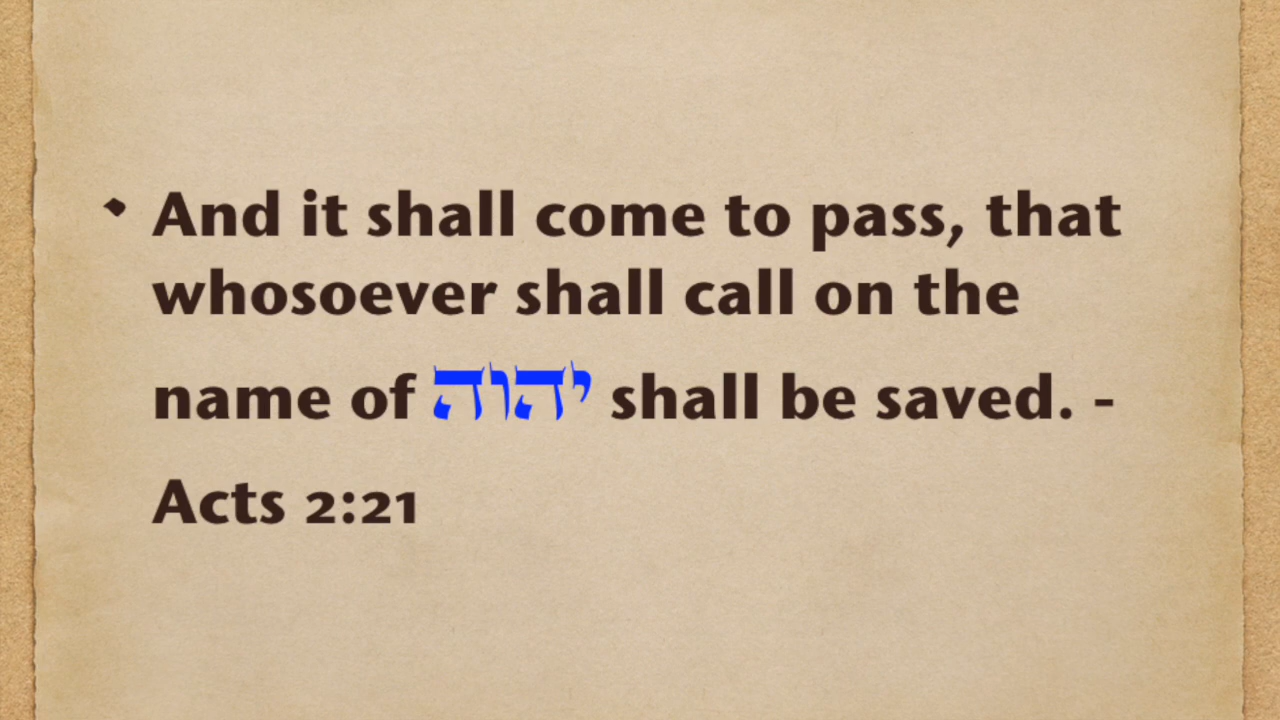 • And it shall come to pass, that
whosoever shall call on the
name of יהוה shall be saved. -
Acts 2:21